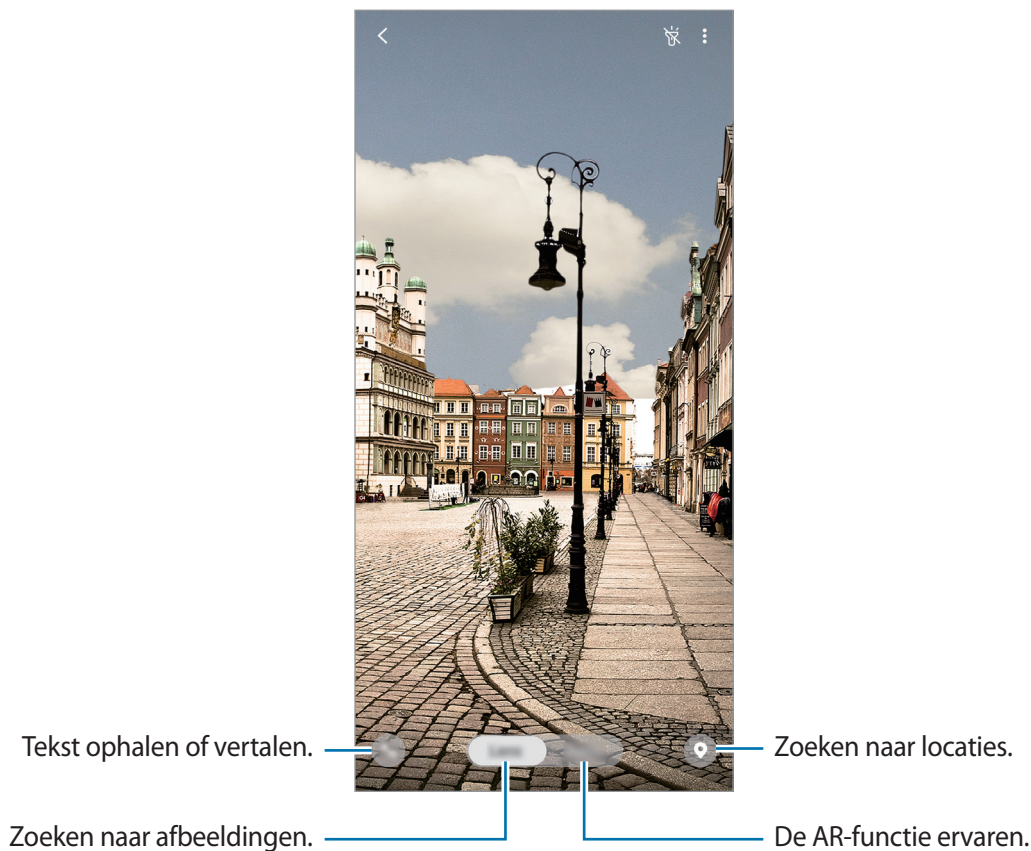 Tekst ophalen of vertalen.
Zoeken naar locaties.
Zoeken naar afbeeldingen.
De AR-functie ervaren.